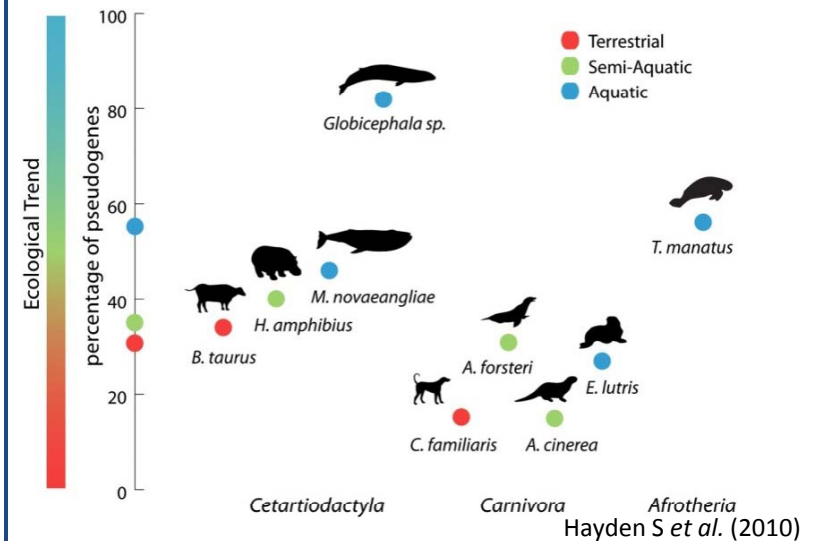 100
80
60
40
20
0
Ecological Trend
percentage of pseudogenes
Terrestrial
Semi-Aquatic
Aquatic
Globicephala sp.
T. manatus
M. novaeangliae
H. amphibius
B. taurus
A. forsteri
E. lutris
C. familiaris
A. cinerea
Cetartiodactyla
Carnivora
Afrotheria
Hayden S et al. (2010)